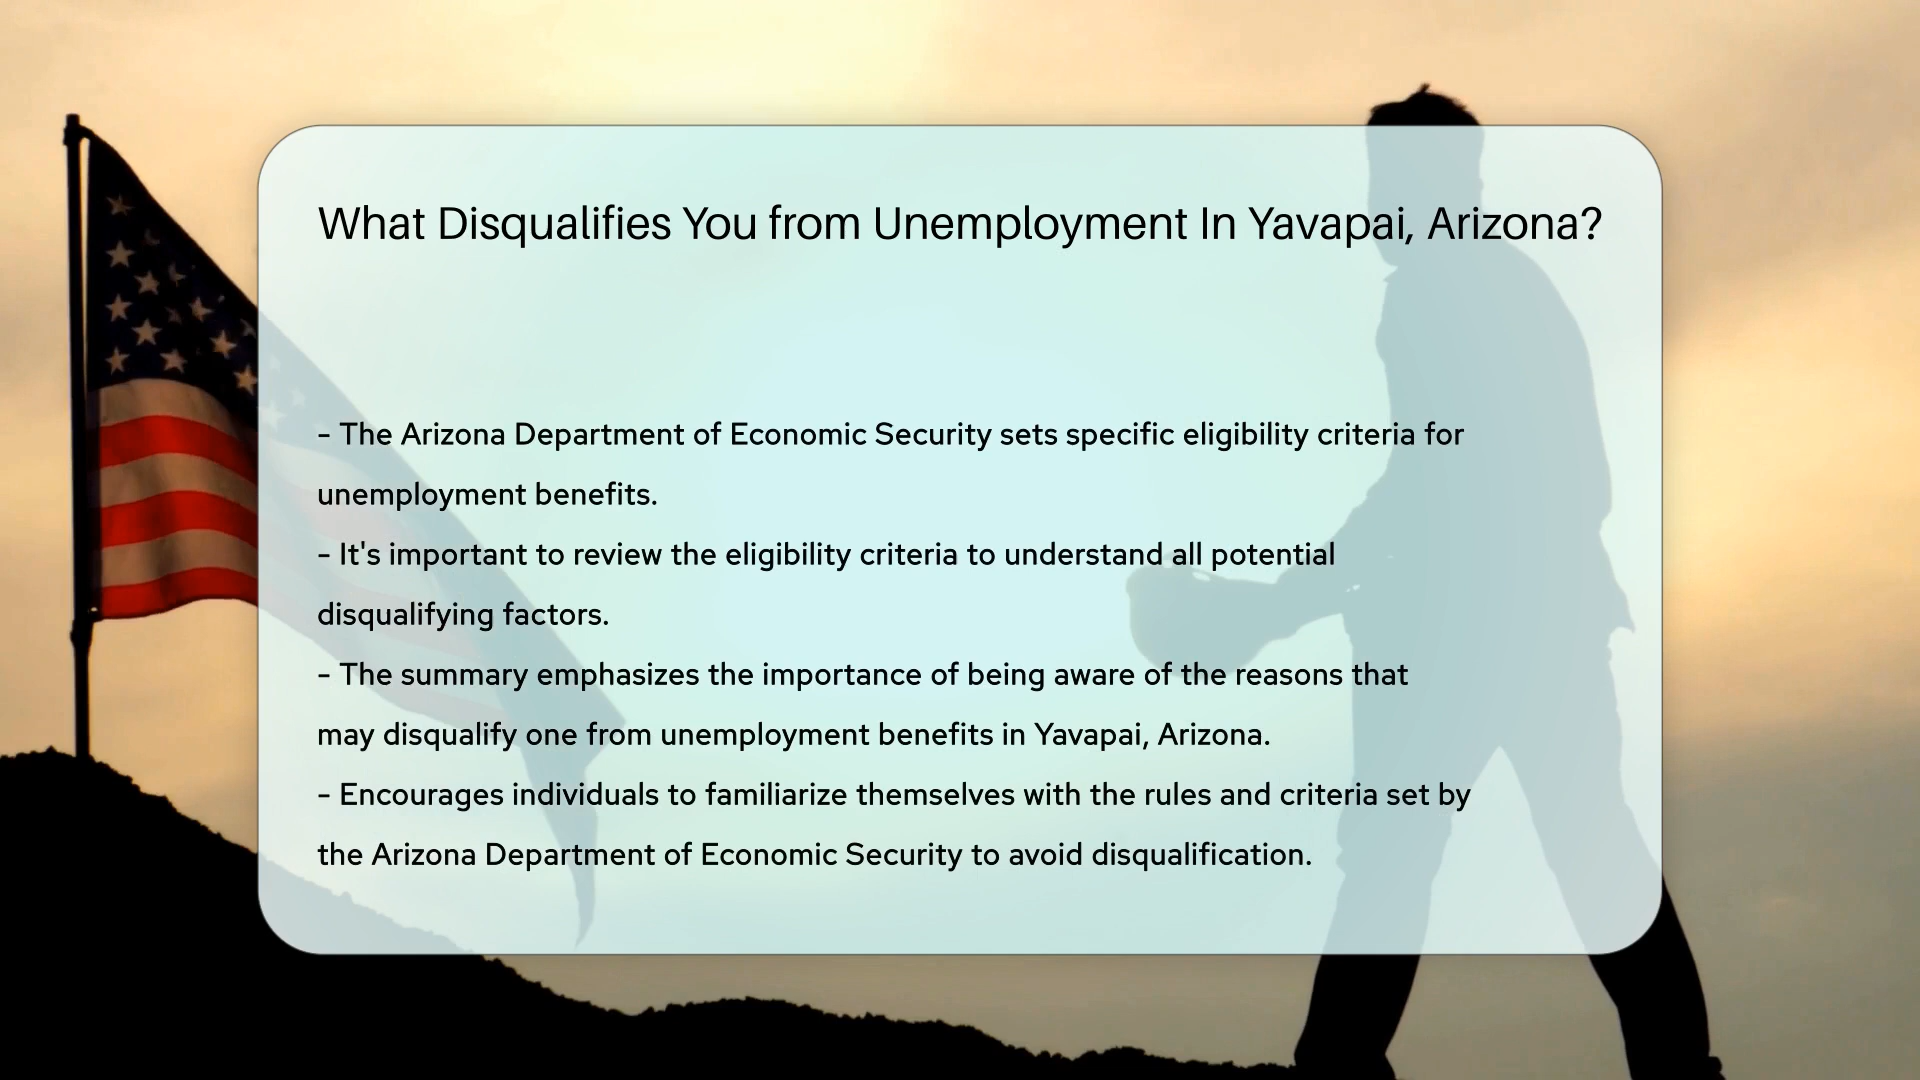 What Disqualifies You from Unemployment In Yavapai, Arizona?
– The Arizona Department of Economic Security sets specific eligibility criteria for
unemployment benefits.
– It's important to review the eligibility criteria to understand all potential
disqualifying factors.
– The summary emphasizes the importance of being aware of the reasons that
may disqualify one from unemployment benefits in Yavapai, Arizona.
– Encourages individuals to familiarize themselves with the rules and criteria set by
the Arizona Department of Economic Security to avoid disqualification.